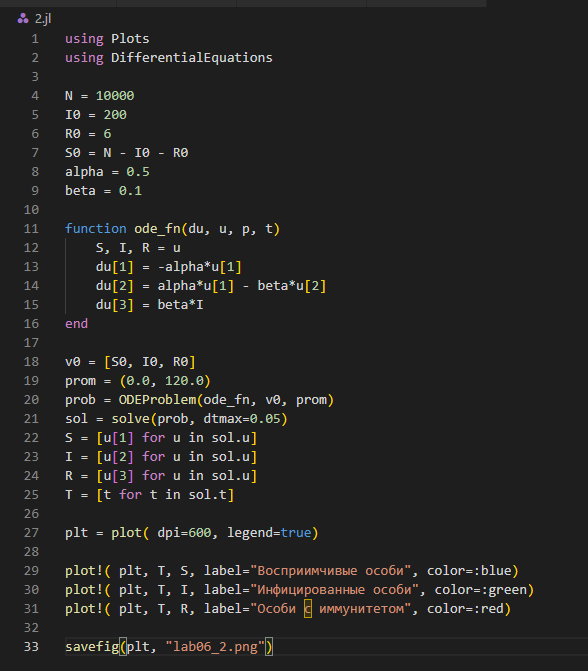 2.jl
1 using Plots
2 using DifferentialEquations
3
4 N = 10000
5 I0 = 200
6 R0 = 6
7 S0 = N - I0 - R0
8 alpha = 0.5
9 beta = 0.1
10
11 function ode_fn(du, u, p, t)
12     S, I, R = u
13     du[1] = -alpha*u[1]
14     du[2] = alpha*u[1] - beta*u[2]
15     du[3] = beta*I
16 end
17
18 v0 = [S0, I0, R0]
19 prom = (0.0, 120.0)
20 prob = ODEProblem(ode_fn, v0, prom)
21 sol = solve(prob, dtmax=0.05)
22 S = [u[1] for u in sol.u]
23 I = [u[2] for u in sol.u]
24 R = [u[3] for u in sol.u]
25 T = [t for t in sol.t]
26
27 plt = plot( dpi=600, legend=true)
28
29 plot!( plt, T, S, label="Восприимчивые особи", color=:blue)
30 plot!( plt, T, I, label="Инфицированные особи", color=:green)
31 plot!( plt, T, R, label="Особи с иммунитетом", color=:red)
32
33 savefig(plt, "lab06_2.png")